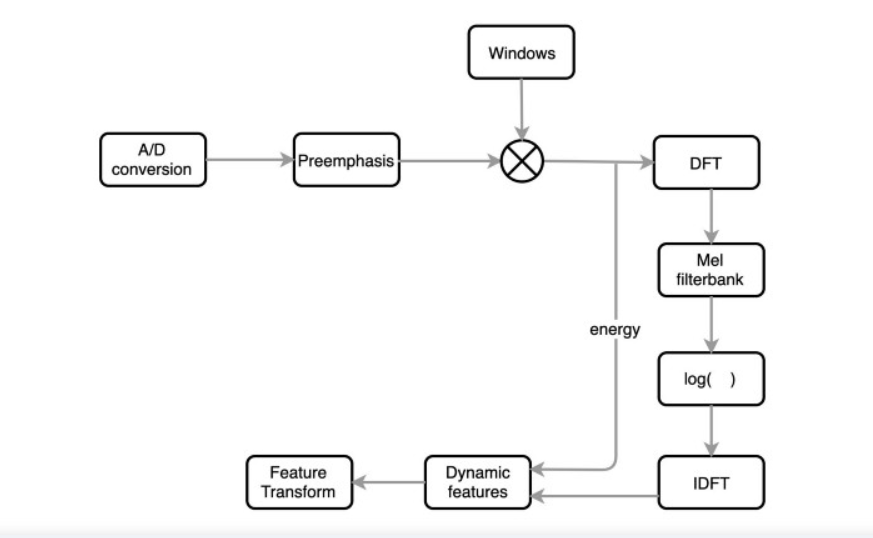 Windows
A/D
conversion
Preemphasis
DFT
Mel
filterbank
energy
log( )
Feature
Transform
Dynamic
features
IDFT